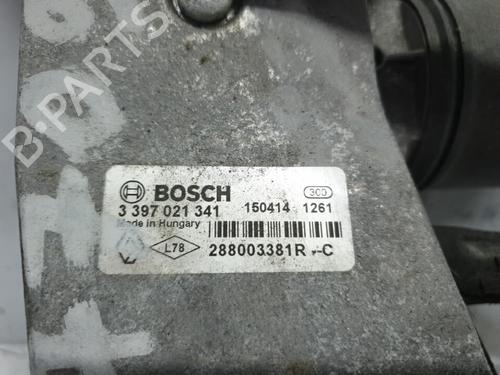 BOSCH
300
3 397 021 341 150414 1261
Made in Hungary
L78
288003381R --C
B-PARTS